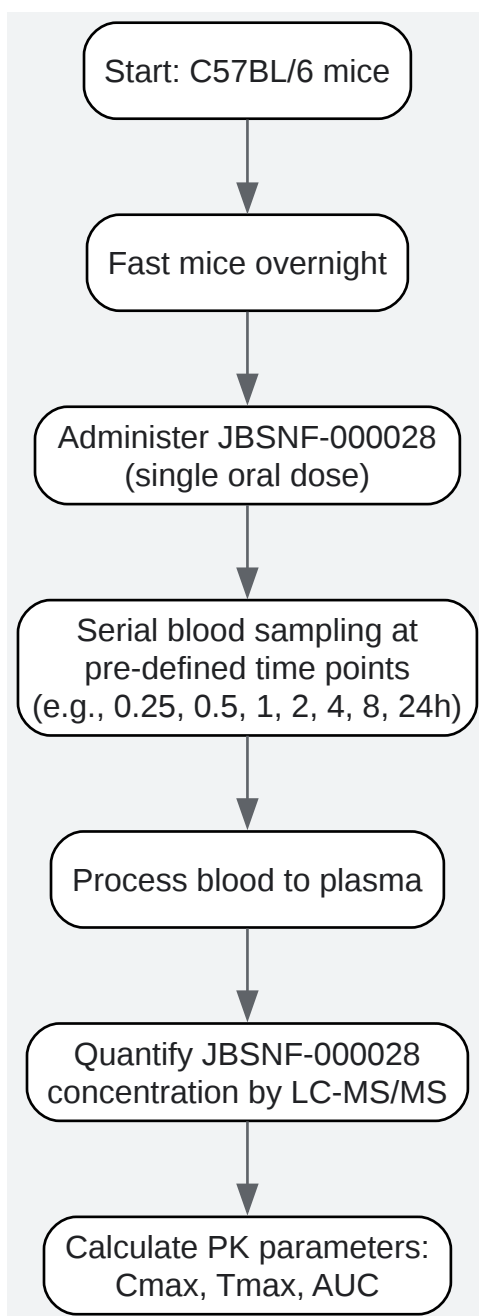 Start: C57BL/6 mice
Fast mice overnight
Administer JBSNF-000028
(single oral dose)
Serial blood sampling at
pre-defined time points
(e.g., 0.25, 0.5, 1, 2, 4, 8, 24h)
Process blood to plasma
Quantify JBSNF-000028
concentration by LC-MS/MS
Calculate PK parameters:
Cmax, Tmax, AUC